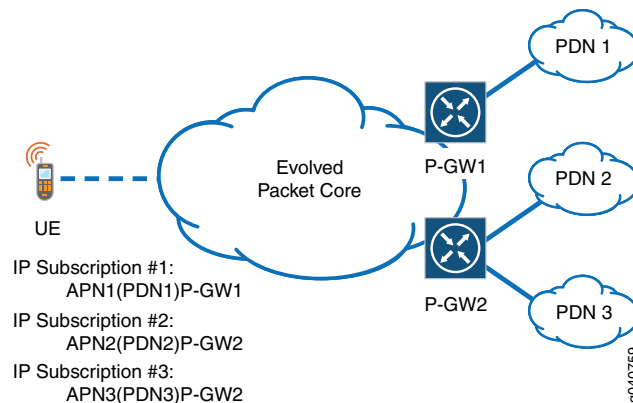 PDN 1
Evolved
Packet Core
P-GW1
PDN 2
UE
IP Subscription #1:
APN1(PDN1)P-GW1
P-GW2
IP Subscription #2:
APN2(PDN2)P-GW2
PDN 3
IP Subscription #3:
APN3(PDN3)P-GW2
g040759